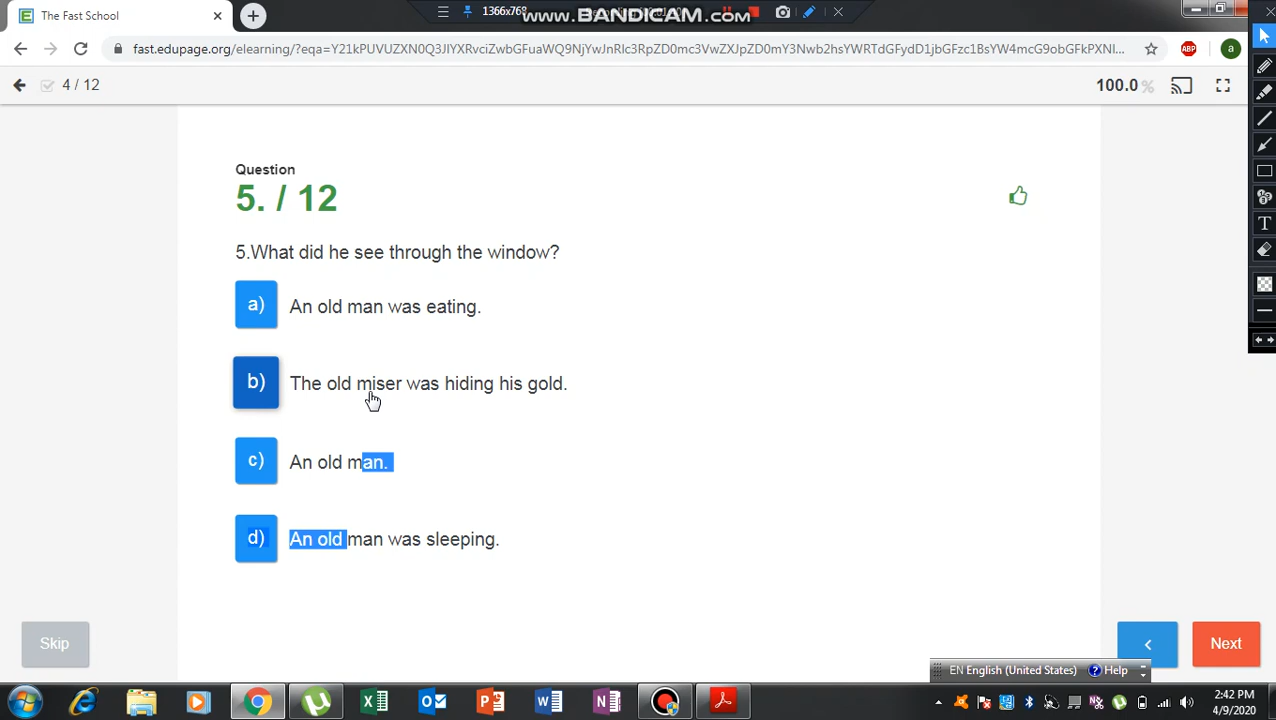 The Fast School
1366x768
www.BANDICAM.com
fast.edupage.org/elearning/?eqa=
ABP
a
4 / 12
100.0 %
Question
5. / 12
5.What did he see through the window?
a) An old man was eating.
b) The old miser was hiding his gold.
c) An old man.
d) An old man was sleeping.
Skip
<
Next
EN English (United States) ? Help
2:42 PM
4/9/2020